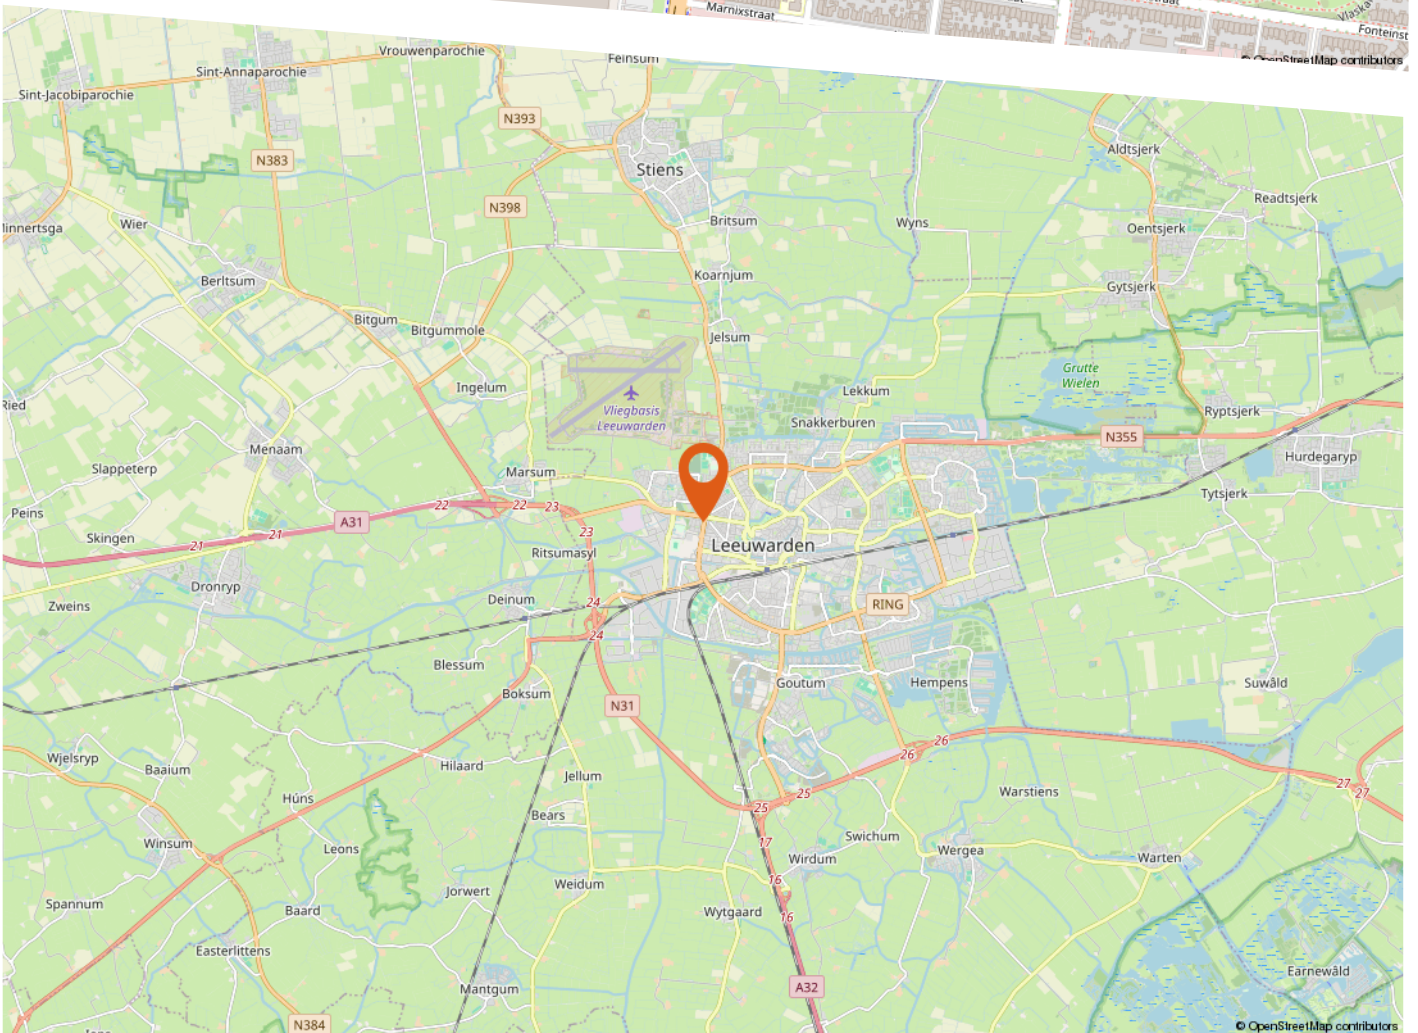 Marnixstraat
straat
Vlaska
Fonteinst
© OpenStreetMap contributors
Vrouwenparochie
Feinsum
Sint-Annaparochie
Sint-Jacobiparochie
N393
Aldtsjerk
N383
Stiens
Readtsjerk
N398
Britsum
Wyns
Wier
Minnertsga
Oentsjerk
Koarnjum
Berltsum
Gytsjerk
Bitgum
Bitgummole
Jelsum
Grutte
Wielen
Ingelum
Lekkum
Ried
Vliegbasis
Leeuwarden
Ryptsjerk
Snakkerburen
N355
Menaam
Hurdegaryp
Slappeterp
Marsum
Tytsjerk
22
22
23
Peins
A31
23
Skingen
21
21
Leeuwarden
Ritsumasyl
Dronryp
Zweins
Deinum
24
RING
24
Blessum
Goutum
Hempens
Suwâld
Boksum
N31
26
26
Wjelsryp
Hilaard
Baaium
Jellum
27
27
Warstiens
Húns
25
25
Bears
Swichum
Winsum
17
Leons
Wergea
Wirdum
Warten
16
Weidum
Jorwert
Spannum
Baard
Wytgaard
16
Easterlittens
Earnewâld
Mantgum
A32
N384
© OpenStreetMap contributors